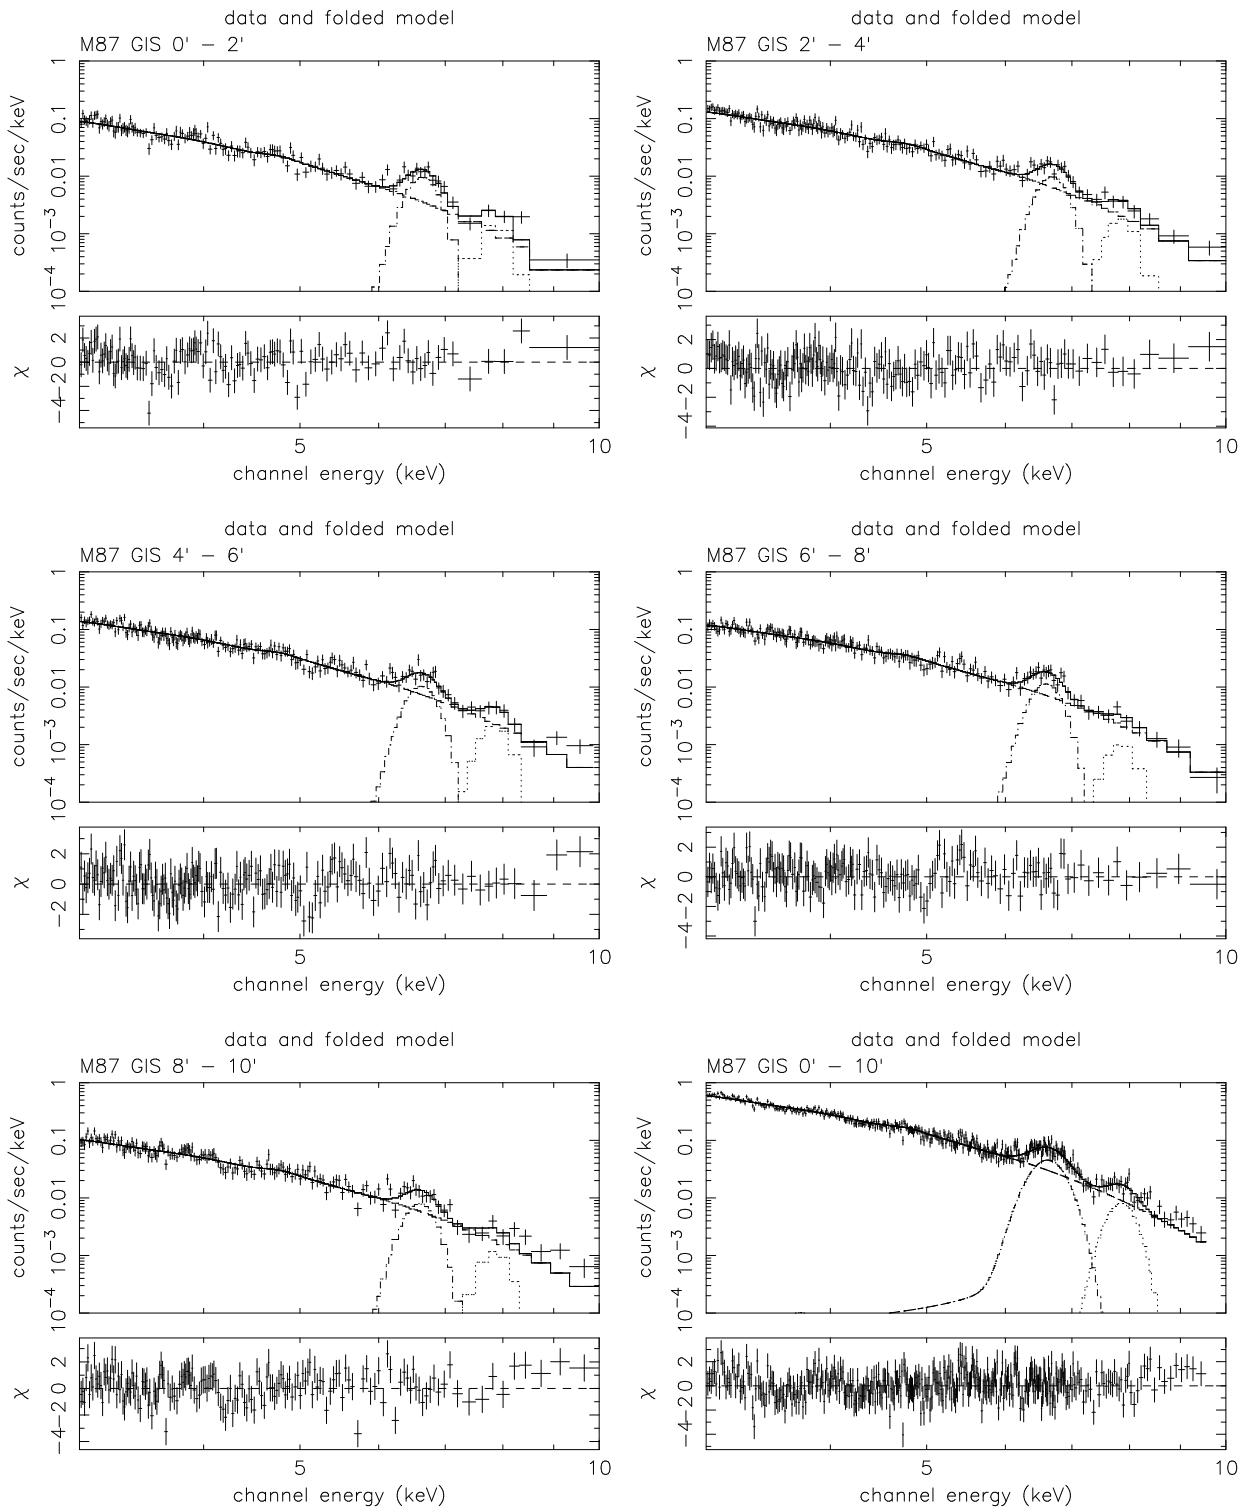 data and folded model
M87 GIS 0' − 2'
1
0.1
0.01
10⁻³
10⁻⁴
counts/sec/keV
2
0
−2
−4
χ
5
10
channel energy (keV)
data and folded model
M87 GIS 2' − 4'
1
0.1
0.01
10⁻³
10⁻⁴
counts/sec/keV
2
0
−2
−4
χ
5
10
channel energy (keV)
data and folded model
M87 GIS 4' − 6'
1
0.1
0.01
10⁻³
10⁻⁴
counts/sec/keV
2
0
−2
χ
5
10
channel energy (keV)
data and folded model
M87 GIS 6' − 8'
1
0.1
0.01
10⁻³
10⁻⁴
counts/sec/keV
2
0
−2
−4
χ
5
10
channel energy (keV)
data and folded model
M87 GIS 8' − 10'
1
0.1
0.01
10⁻³
10⁻⁴
counts/sec/keV
2
0
−2
−4
χ
5
10
channel energy (keV)
data and folded model
M87 GIS 0' − 10'
1
0.1
0.01
10⁻³
10⁻⁴
counts/sec/keV
2
0
−2
−4
χ
5
10
channel energy (keV)